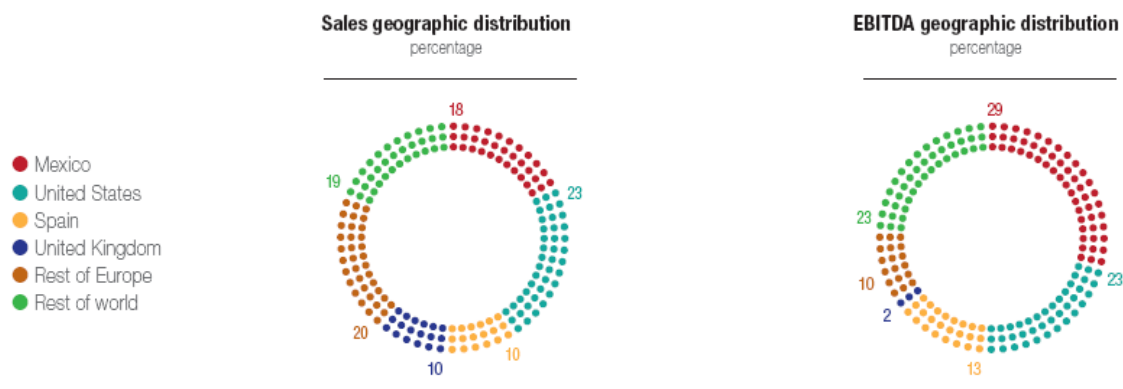 Sales geographic distribution
percentage
EBITDA geographic distribution
percentage
Mexico
United States
Spain
United Kingdom
Rest of Europe
Rest of world
18
23
10
10
20
19
29
23
13
2
10
23